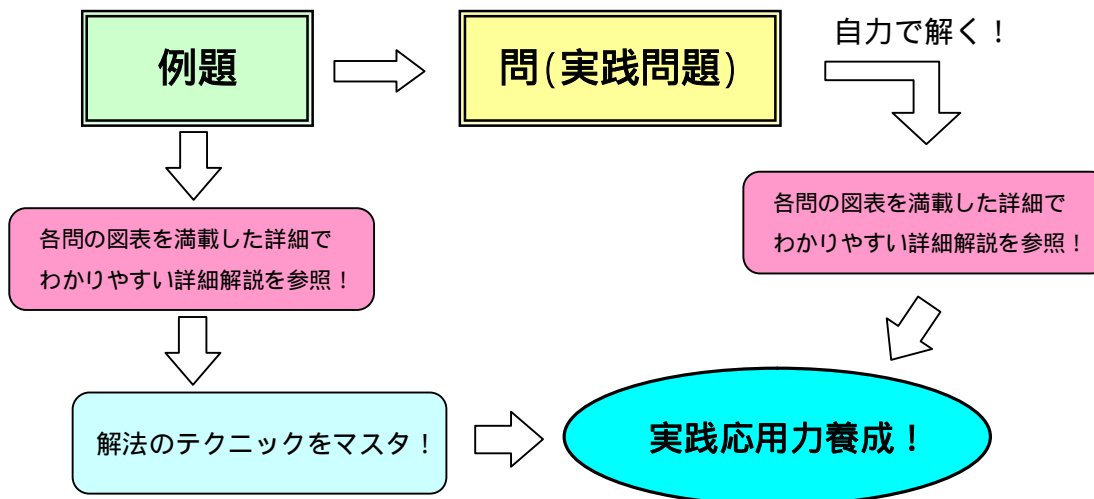 例題
問(実践問題)
自力で解く！
各問の図表を満載した詳細で
わかりやすい詳細解説を参照！
各問の図表を満載した詳細で
わかりやすい詳細解説を参照！
解法のテクニックをマスタ！
実践応用力養成！